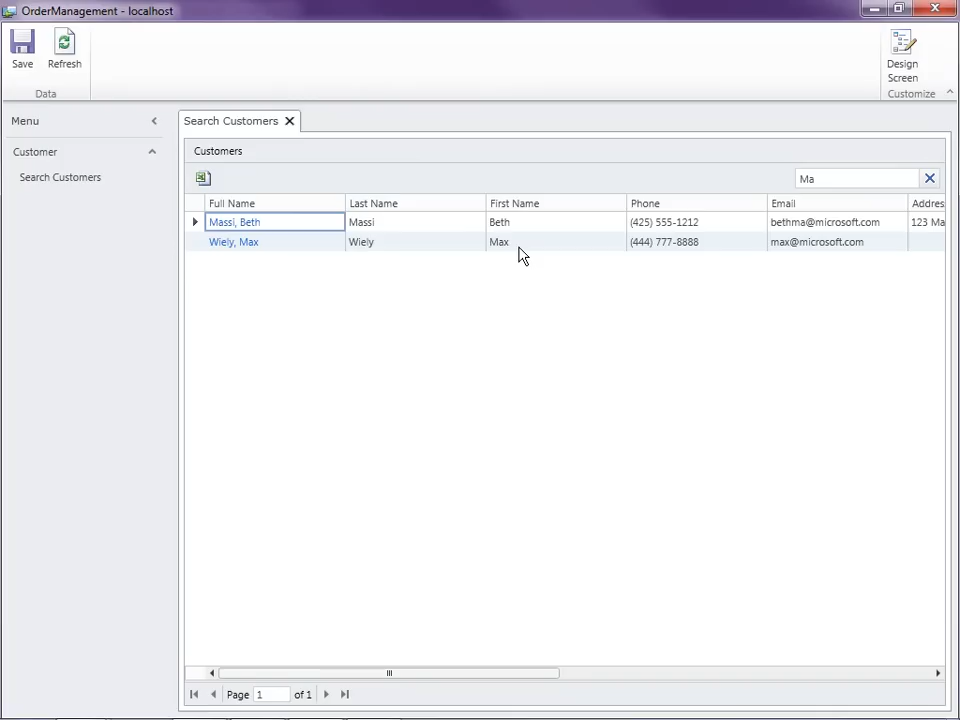 OrderManagement - localhost
Save
Refresh
Design
Screen
Data
Customize
Menu
Search Customers
Customer
Search Customers
Customers
Ma
Full Name Last Name First Name Phone Email Addres
Massi, Beth Massi Beth (425) 555-1212 bethma@microsoft.com 123 Ma
Wiely, Max Wiely Max (444) 777-8888 max@microsoft.com
Page 1 of 1